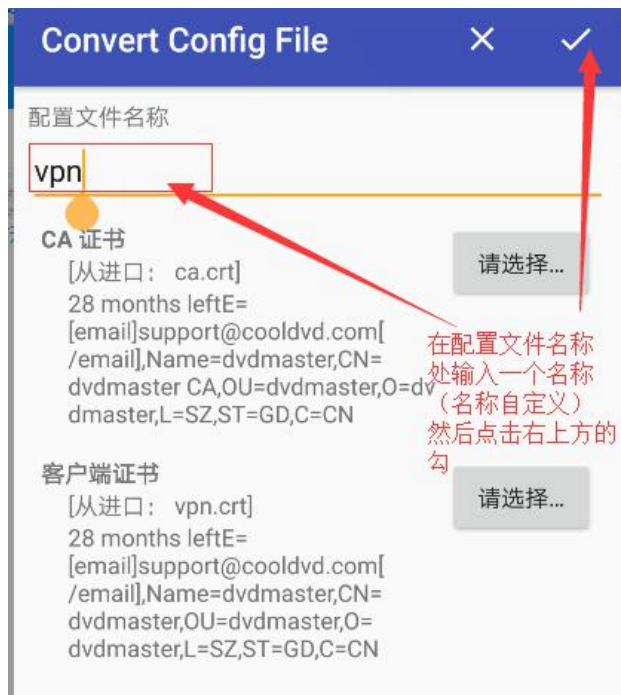 Convert Config File
配置文件名称
vpn
CA 证书
[从进口： ca.crt]
请选择...
28 months leftE=
[email]support@cooldvd.com[
/email],Name=dvdmaster,CN=
dvdmaster CA,OU=dvdmaster,O=dv
dmaster,L=SZ,ST=GD,C=CN
在配置文件名称
处输入一个名称
（名称自定义）
然后点击右上方的
勾
客户端证书
[从进口： vpn.crt]
请选择...
28 months leftE=
[email]support@cooldvd.com[
/email],Name=dvdmaster,CN=
dvdmaster,OU=dvdmaster,O=
dvdmaster,L=SZ,ST=GD,C=CN